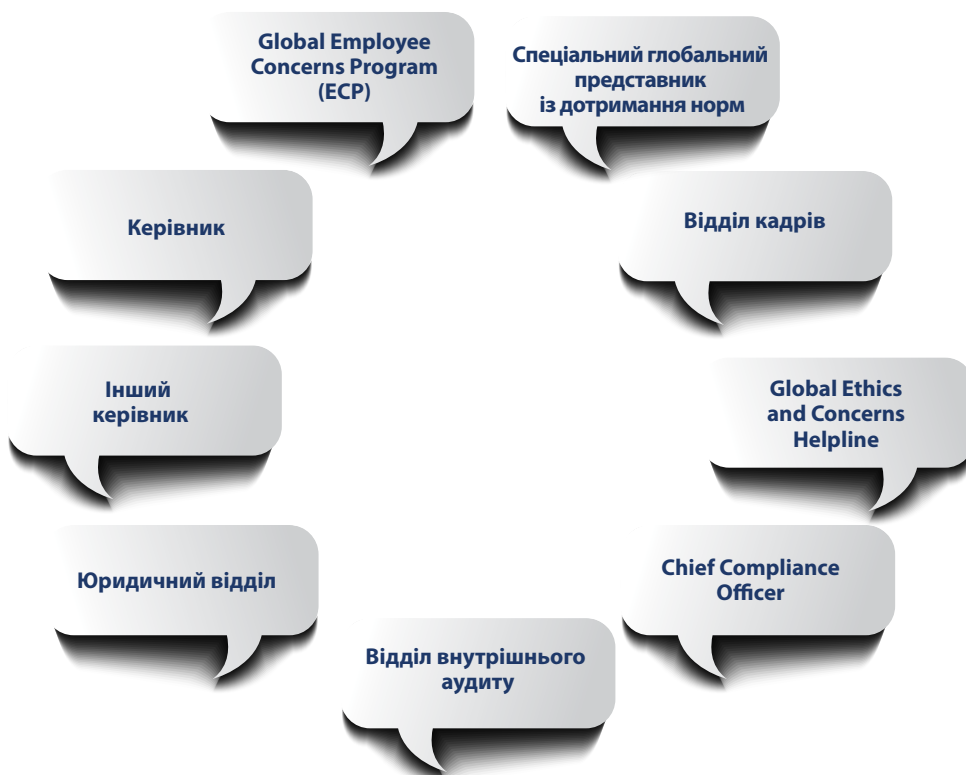 Global Employee
Concerns Program
(ECP)
Спеціальний глобальний
представник
із дотримання норм
Керівник
Відділ кадрів
Інший
керівник
Global Ethics
and Concerns
Helpline
Юридичний відділ
Chief Compliance
Officer
Відділ внутрішнього
аудиту